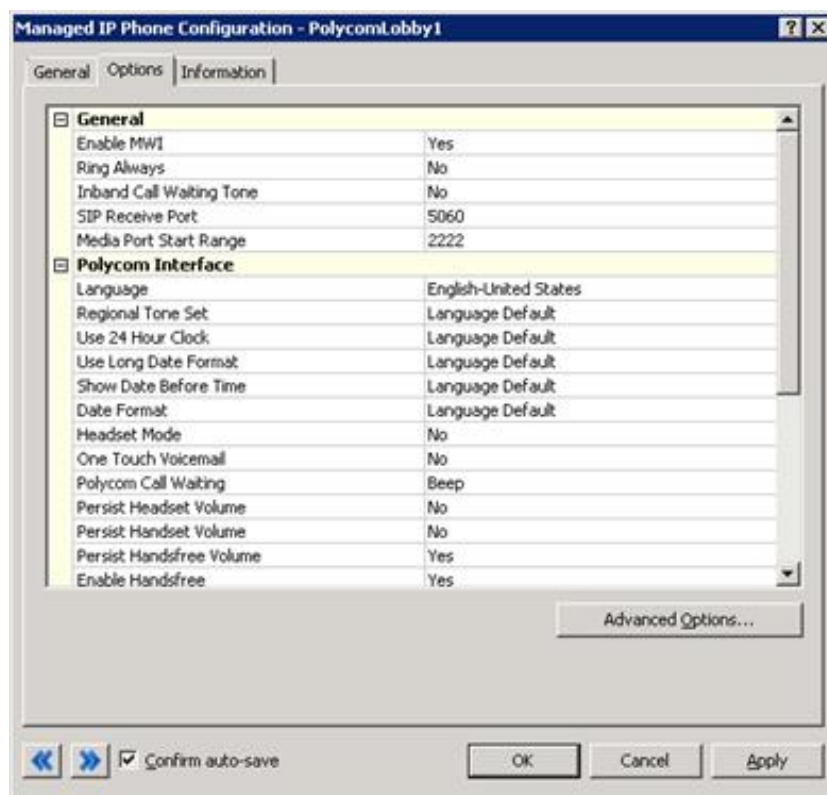 Managed IP Phone Configuration - PolycomLobby1
General Options Information
General
Enable MWI Yes
Ring Always No
Inband Call Waiting Tone No
SIP Receive Port 5060
Media Port Start Range 2222
Polycom Interface
Language English-United States
Regional Tone Set Language Default
Use 24 Hour Clock Language Default
Use Long Date Format Language Default
Show Date Before Time Language Default
Date Format Language Default
Headset Mode No
One Touch Voicemail No
Polycom Call Waiting Beep
Persist Headset Volume No
Persist Handset Volume No
Persist Handsfree Volume Yes
Enable Handsfree Yes
Advanced Options...
Confirm auto-save OK Cancel Apply